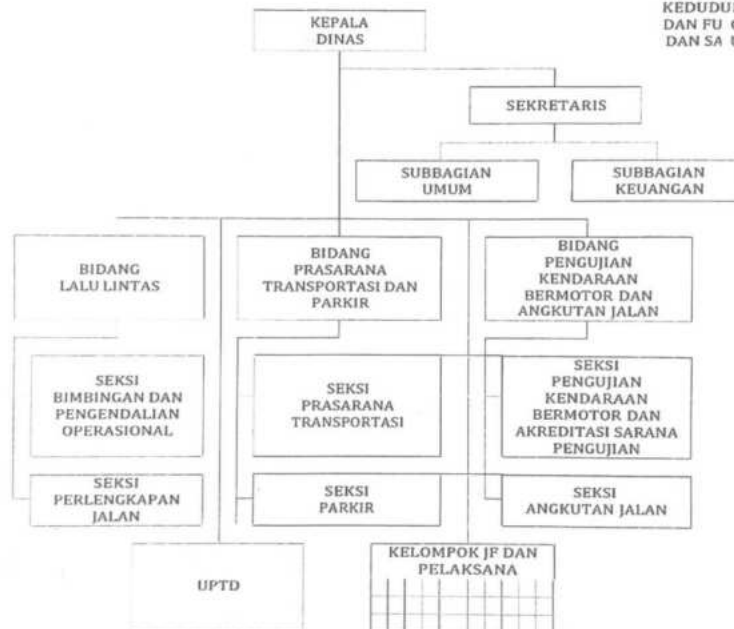 KEPALA
DINAS
SEKRETARIS
SUBBAGIAN
UMUM
SUBBAGIAN
KEUANGAN
BIDANG
LALU LINTAS
BIDANG
PRASARANA
TRANSPORTASI DAN
PARKIR
BIDANG
PENGUJIAN
KENDARAAN
BERMOTOR DAN
ANGKUTAN JALAN
SEKSI
BIMBINGAN DAN
PENGENDALIAN
OPERASIONAL
SEKSI
PRASARANA
TRANSPORTASI
SEKSI
PENGUJIAN
KENDARAAN
BERMOTOR DAN
AKREDITASI SARANA
PENGUJIAN
SEKSI
PERLENGKAPAN
JALAN
SEKSI
PARKIR
SEKSI
ANGKUTAN JALAN
UPTD
KELOMPOK JF DAN
PELAKSANA
DAN
DAN